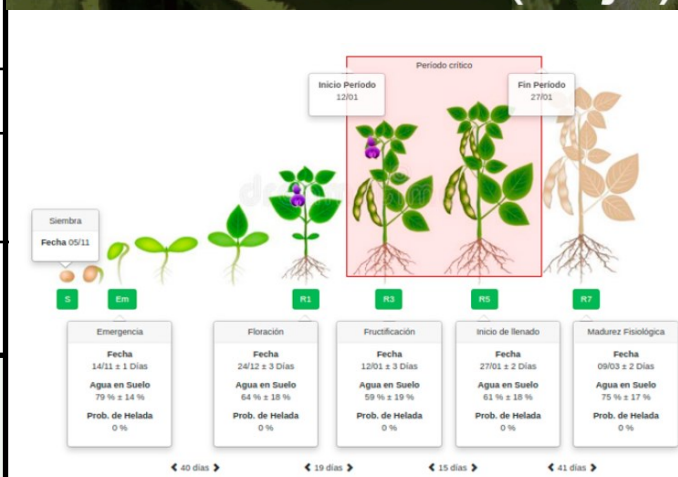 Período crítico
Inicio Período
12/01
Fin Período
27/01
Siembra
Fecha 05/11
S
Em
R1
R3
R5
R7
Emergencia
Fecha
14/11 ± 1 Días
Agua en Suelo
79 % ± 14 %
Prob. de Helada
0 %
Floración
Fecha
24/12 ± 3 Días
Agua en Suelo
64 % ± 18 %
Prob. de Helada
0 %
Fructificación
Fecha
12/01 ± 3 Días
Agua en Suelo
59 % ± 19 %
Prob. de Helada
0 %
Inicio de llenado
Fecha
27/01 ± 2 Días
Agua en Suelo
61 % ± 18 %
Prob. de Helada
0 %
Madurez Fisiológica
Fecha
09/03 ± 2 Días
Agua en Suelo
75 % ± 17 %
Prob. de Helada
0 %
40 días
19 días
15 días
41 días